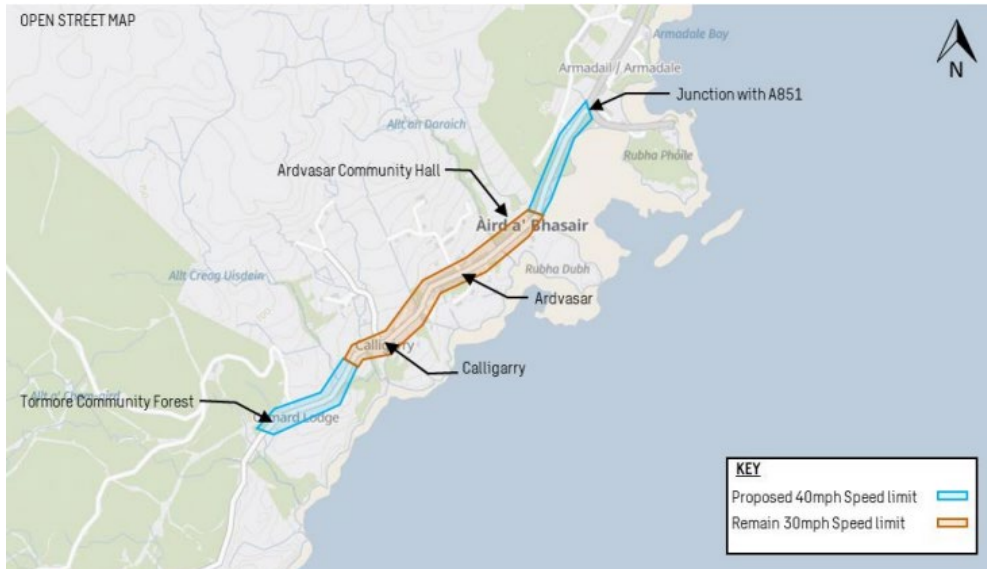 OPEN STREET MAP
Armadale Bay
Armadail / Armadale
N
Junction with A851
Allt an Daraich
Rubha Phòile
Ardvasar Community Hall
Àird a' Bhasair
Rubha Dubh
Allt Creag Uisdein
Ardvasar
Calligarry
Calligarry
Tormore Community Forest
Lodge
KEY
Proposed 40mph Speed limit
Remain 30mph Speed limit